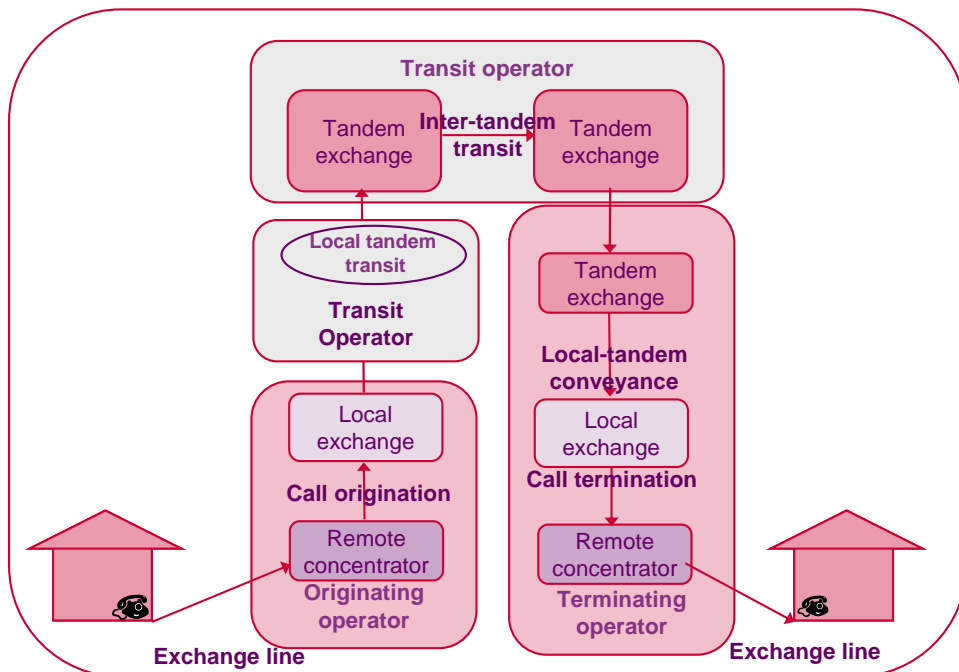 Transit operator
Tandem
exchange
Inter-tandem
transit
Tandem
exchange
Local tandem
transit
Transit
Operator
Tandem
exchange
Local-tandem
conveyance
Local
exchange
Local
exchange
Call origination
Call termination
Remote
concentrator
Remote
concentrator
Originating
operator
Terminating
operator
Exchange line
Exchange line